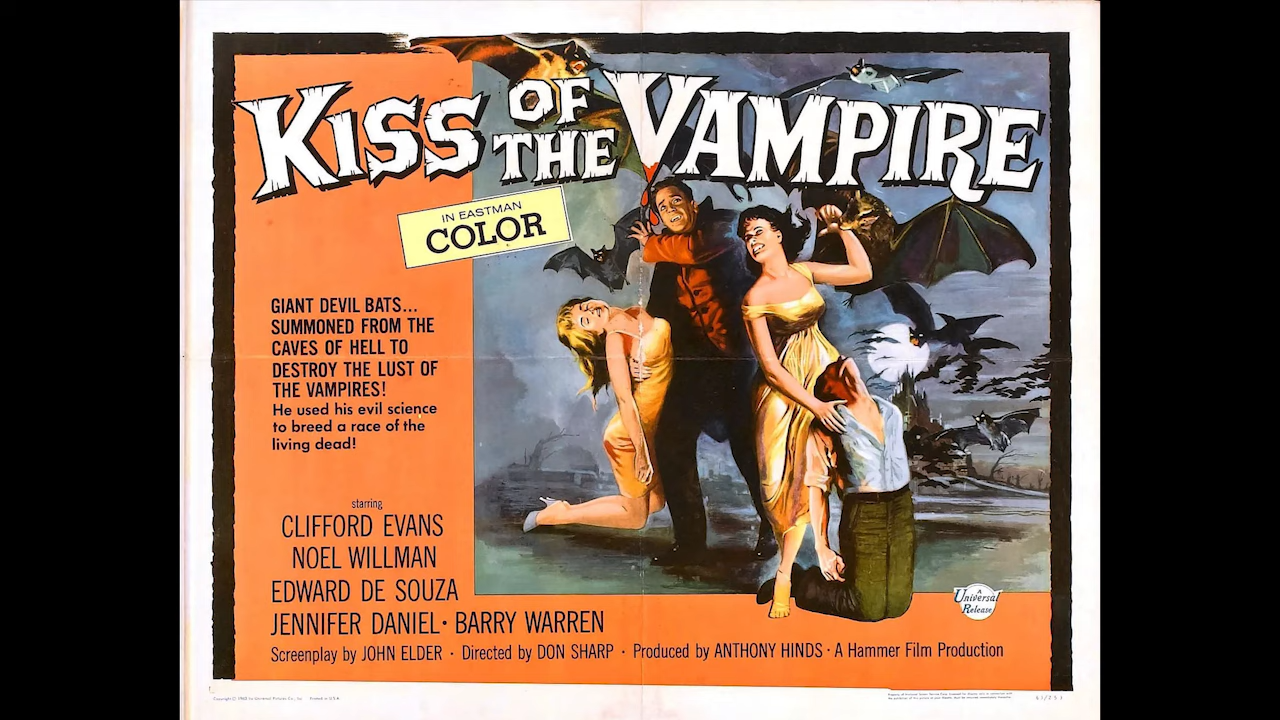 KISS OF THE VAMPIRE
IN EASTMAN
COLOR
GIANT DEVIL BATS...
SUMMONED FROM THE
CAVES OF HELL TO
DESTROY THE LUST OF
THE VAMPIRES!
He used his evil science
to breed a race of the
living dead!
starring
CLIFFORD EVANS
NOEL WILLMAN
EDWARD DE SOUZA
JENNIFER DANIEL · BARRY WARREN
Screenplay by JOHN ELDER · Directed by DON SHARP · Produced by ANTHONY HINDS · A Hammer Film Production
A
Universal
Release